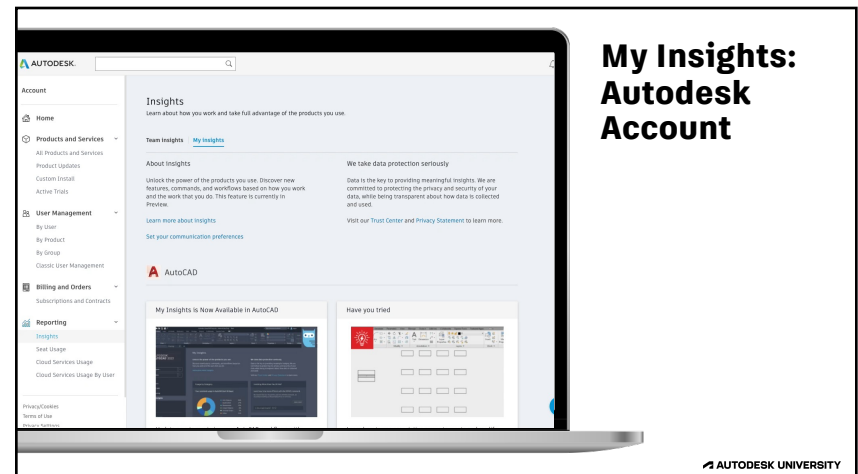 My Insights:
Autodesk
Account
AUTODESK.
Account
Home
Products and Services
All Products and Services
Product Updates
Custom Install
Active Trials
User Management
By User
By Product
By Group
Classic User Management
Billing and Orders
Subscriptions and Contracts
Reporting
Insights
Seat Usage
Cloud Services Usage
Cloud Services Usage By User
Privacy/Cookies
Terms of Use
Insights
Learn about how you work and take full advantage of the products you use.
Team Insights My Insights
About Insights
Unlock the power of the products you use. Discover new
features, commands, and workflows based on how you work
and the work that you do. This feature is currently in
Preview.
Learn more about Insights
Set your communication preferences
We take data protection seriously
Data is the key to providing meaningful insights. We are
committed to protecting the privacy and security of your
data, while being transparent about how data is collected
and used.
Visit our Trust Center and Privacy Statement to learn more.
AutoCAD
My Insights Is Now Available in AutoCAD
Have you tried
AUTODESK UNIVERSITY